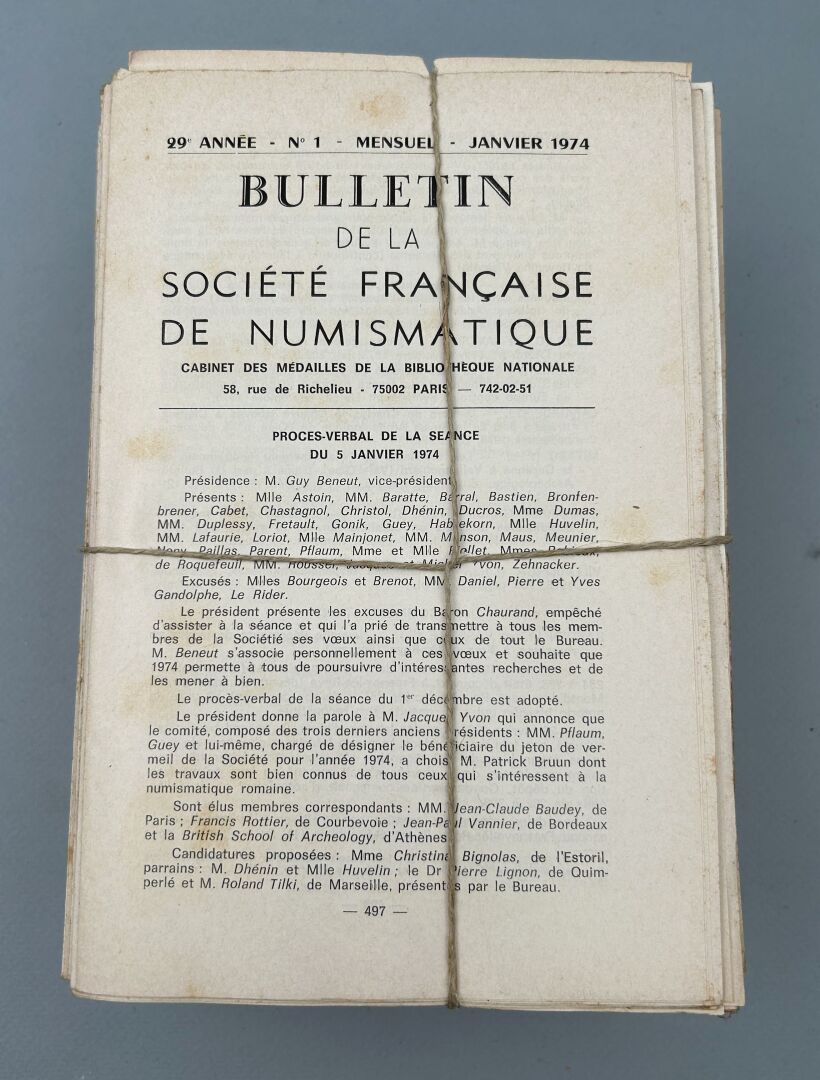 29e ANNÉE - No 1 - MENSUEL - JANVIER 1974
BULLETIN
DE LA
SOCIÉTÉ FRANÇAISE
DE NUMISMATIQUE
CABINET DES MÉDAILLES DE LA BIBLIOTHÈQUE NATIONALE
58, rue de Richelieu - 75002 PARIS — 742-02-51
PROCES-VERBAL DE LA SEANCE
DU 5 JANVIER 1974
Présidence : M. Guy Beneut, vice-président
Présents : Mlle Astoin, MM. Baratte, Barral, Bastien, Bronfen-
brener, Cabet, Chastagnol, Christol, Dhénin, Ducros, Mme Dumas,
MM. Duplessy, Fretault, Gonik, Guey, Habrekorn, Mlle Huvelin,
MM. Lafaurie, Loriot, Mlle Mainjonet, MM. Manson, Maus, Meunier,
Nony, Paillas, Parent, Pflaum, Mme et Mlle Mmes
de Roquefeuil, MM. Rousset, Jacques et Michel Yvon, Zehnacker.
Excusés : Mlles Bourgeois et Brenot, MM. Daniel, Pierre et Yves
Gandolphe, Le Rider.
Le président présente les excuses du Baron Chaurand, empêché
d'assister à la séance et qui l'a prié de transmettre à tous les mem-
bres de la Sociétié ses vœux ainsi que ceux de tout le Bureau.
M. Beneut s'associe personnellement à ces vœux et souhaite que
1974 permette à tous de poursuivre d'intéressantes recherches et de
les mener à bien.
Le procès-verbal de la séance du 1er décembre est adopté.
Le président donne la parole à M. Jacques Yvon qui annonce que
le comité, composé des trois derniers anciens présidents : MM. Pflaum,
Guey et lui-même, chargé de désigner le bénéficiaire du jeton de ver-
meil de la Société pour l'année 1974, a choisi M. Patrick Bruun dont
les travaux sont bien connus de tous ceux qui s'intéressent à la
numismatique romaine.
Sont élus membres correspondants : MM. Jean-Claude Baudey, de
Paris ; Francis Rottier, de Courbevoie ; Jean-Paul Vannier, de Bordeaux
et la British School of Archeology, d'Athènes
Candidatures proposées : Mme Christina Bignolas, de l'Estoril,
parrains : M. Dhénin et Mlle Huvelin ; le Dr Pierre Lignon, de Quim-
perlé et M. Roland Tilki, de Marseille, présentés par le Bureau.
— 497 —